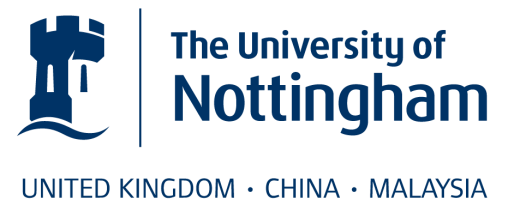 The University of
Nottingham
UNITED KINGDOM · CHINA · MALAYSIA